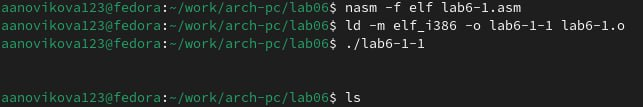 aanovikova123@fedora:~/work/arch-pc/lab06$ nasm -f elf lab6-1.asm
aanovikova123@fedora:~/work/arch-pc/lab06$ ld -m elf_i386 -o lab6-1-1 lab6-1.o
aanovikova123@fedora:~/work/arch-pc/lab06$ ./lab6-1-1
aanovikova123@fedora:~/work/arch-pc/lab06$ ls